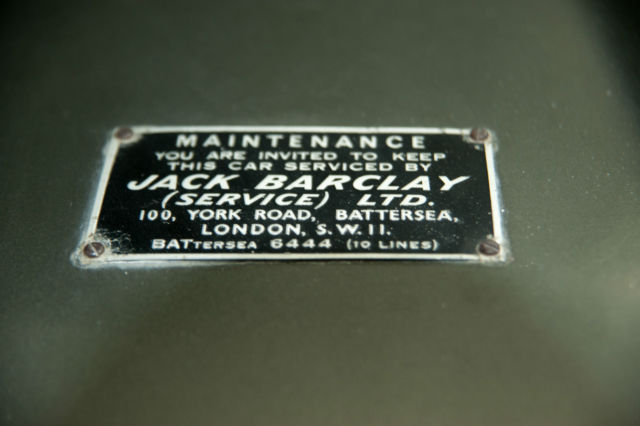 MAINTENANCE
YOU ARE INVITED TO KEEP
THIS CAR SERVICED BY
JACK BARCLAY
(SERVICE) LTD.
100, YORK ROAD, BATTERSEA,
LONDON, S.W.11.
BATTERSEA 6444 (10 LINES)